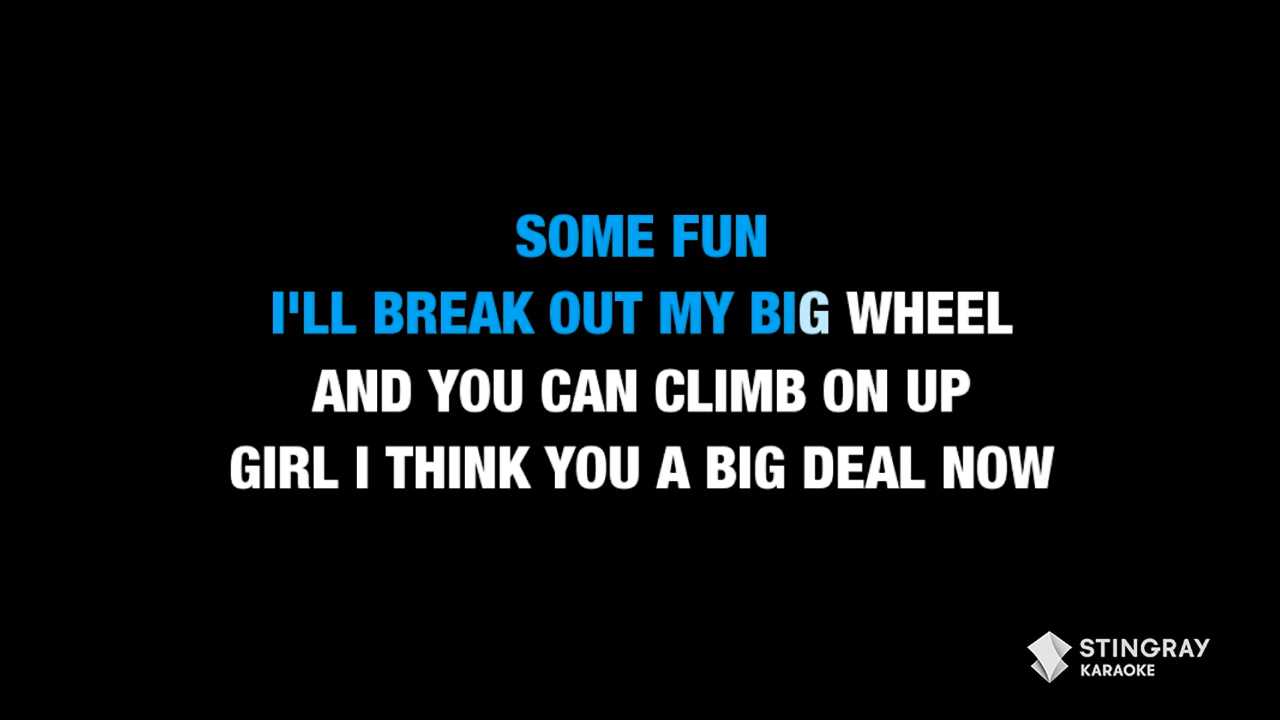 SOME FUN
I'LL BREAK OUT MY BIG WHEEL
AND YOU CAN CLIMB ON UP
GIRL I THINK YOU A BIG DEAL NOW
STINGRAY
KARAOKE